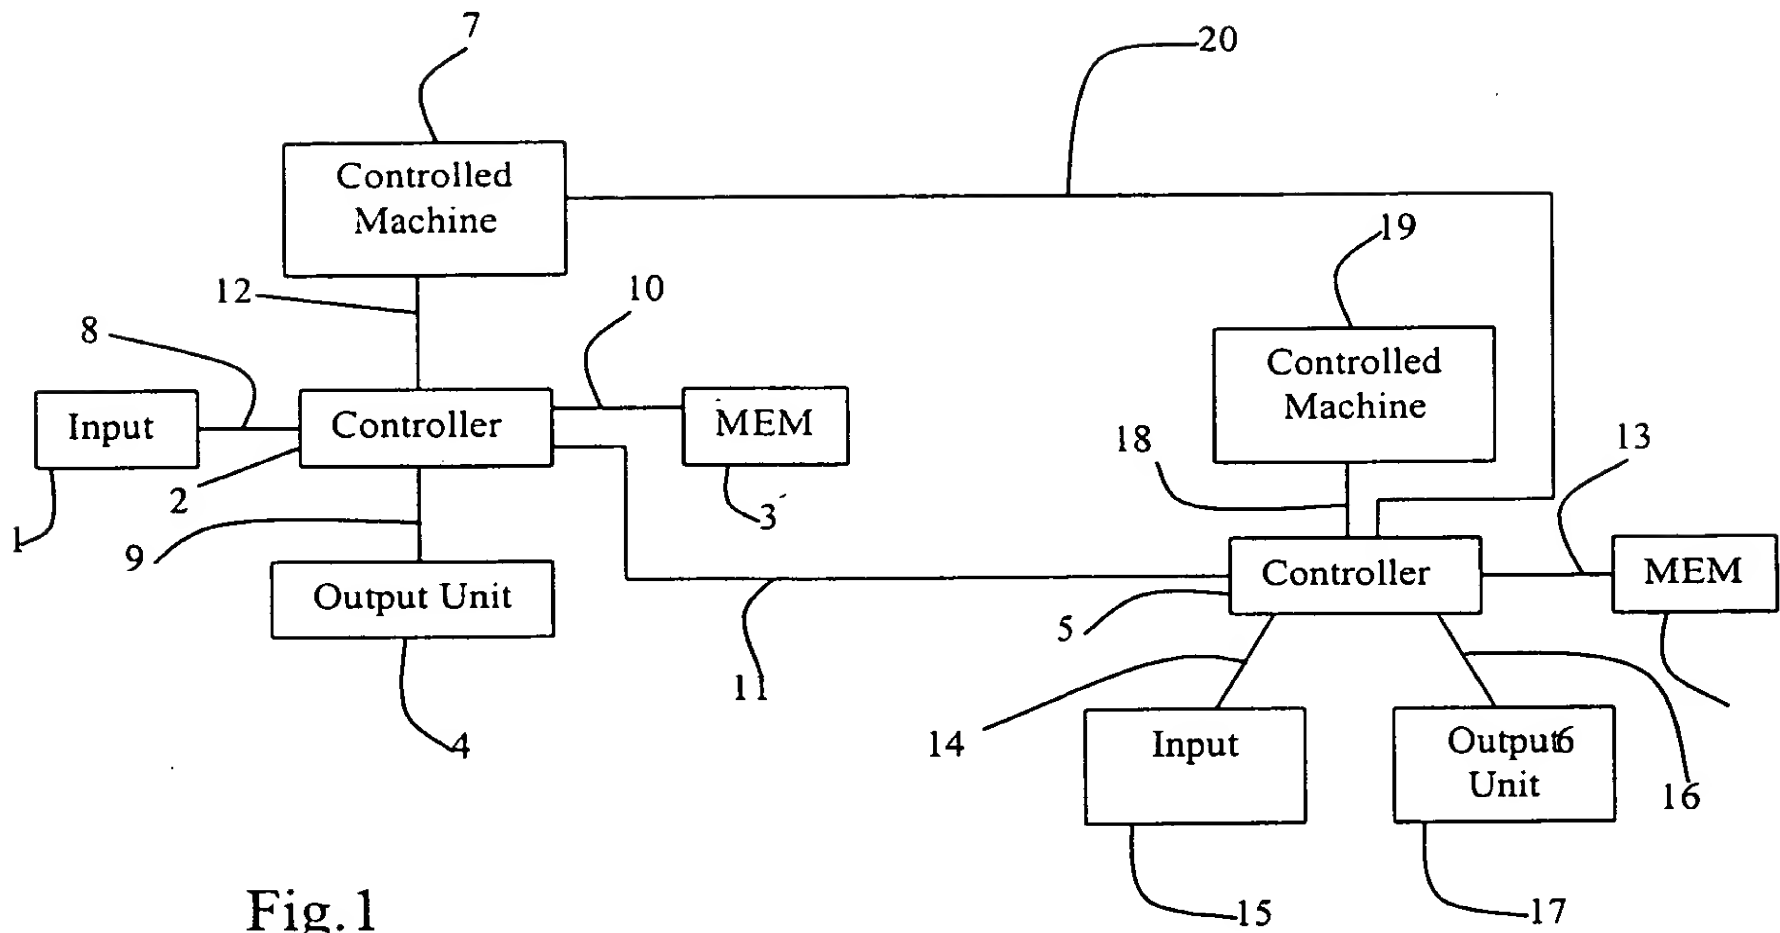 7
20
Controlled
Machine
19
12
10
8
Controlled
Machine
Input
Controller
MEM
18
13
2
3
1
9
Controller
MEM
Output Unit
5
11
14
Input
Output6
Unit
4
16
15
17
Fig.1